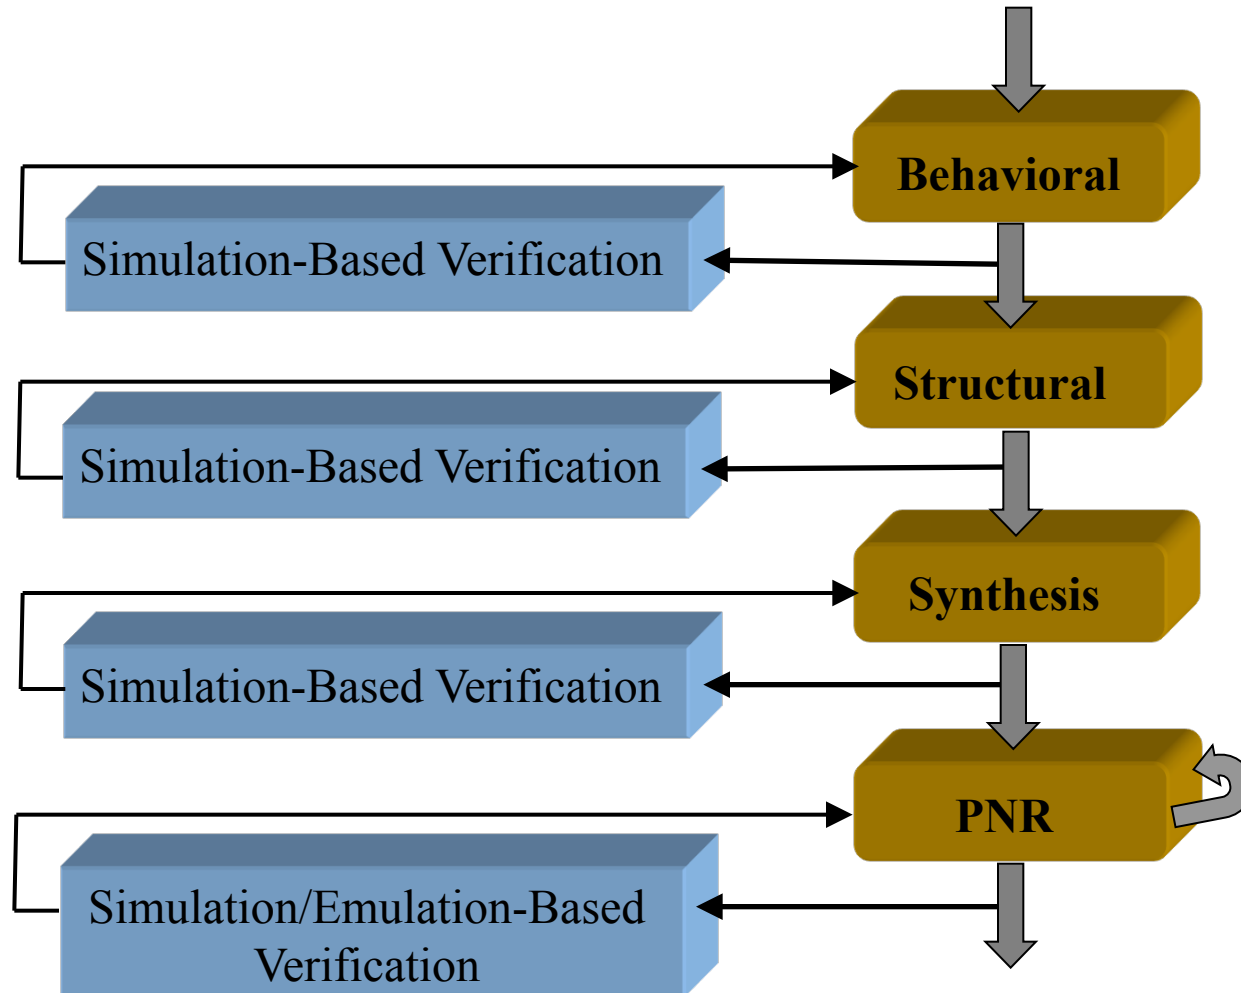 Behavioral
Simulation-Based Verification
Structural
Simulation-Based Verification
Synthesis
Simulation-Based Verification
PNR
Simulation/Emulation-Based
Verification